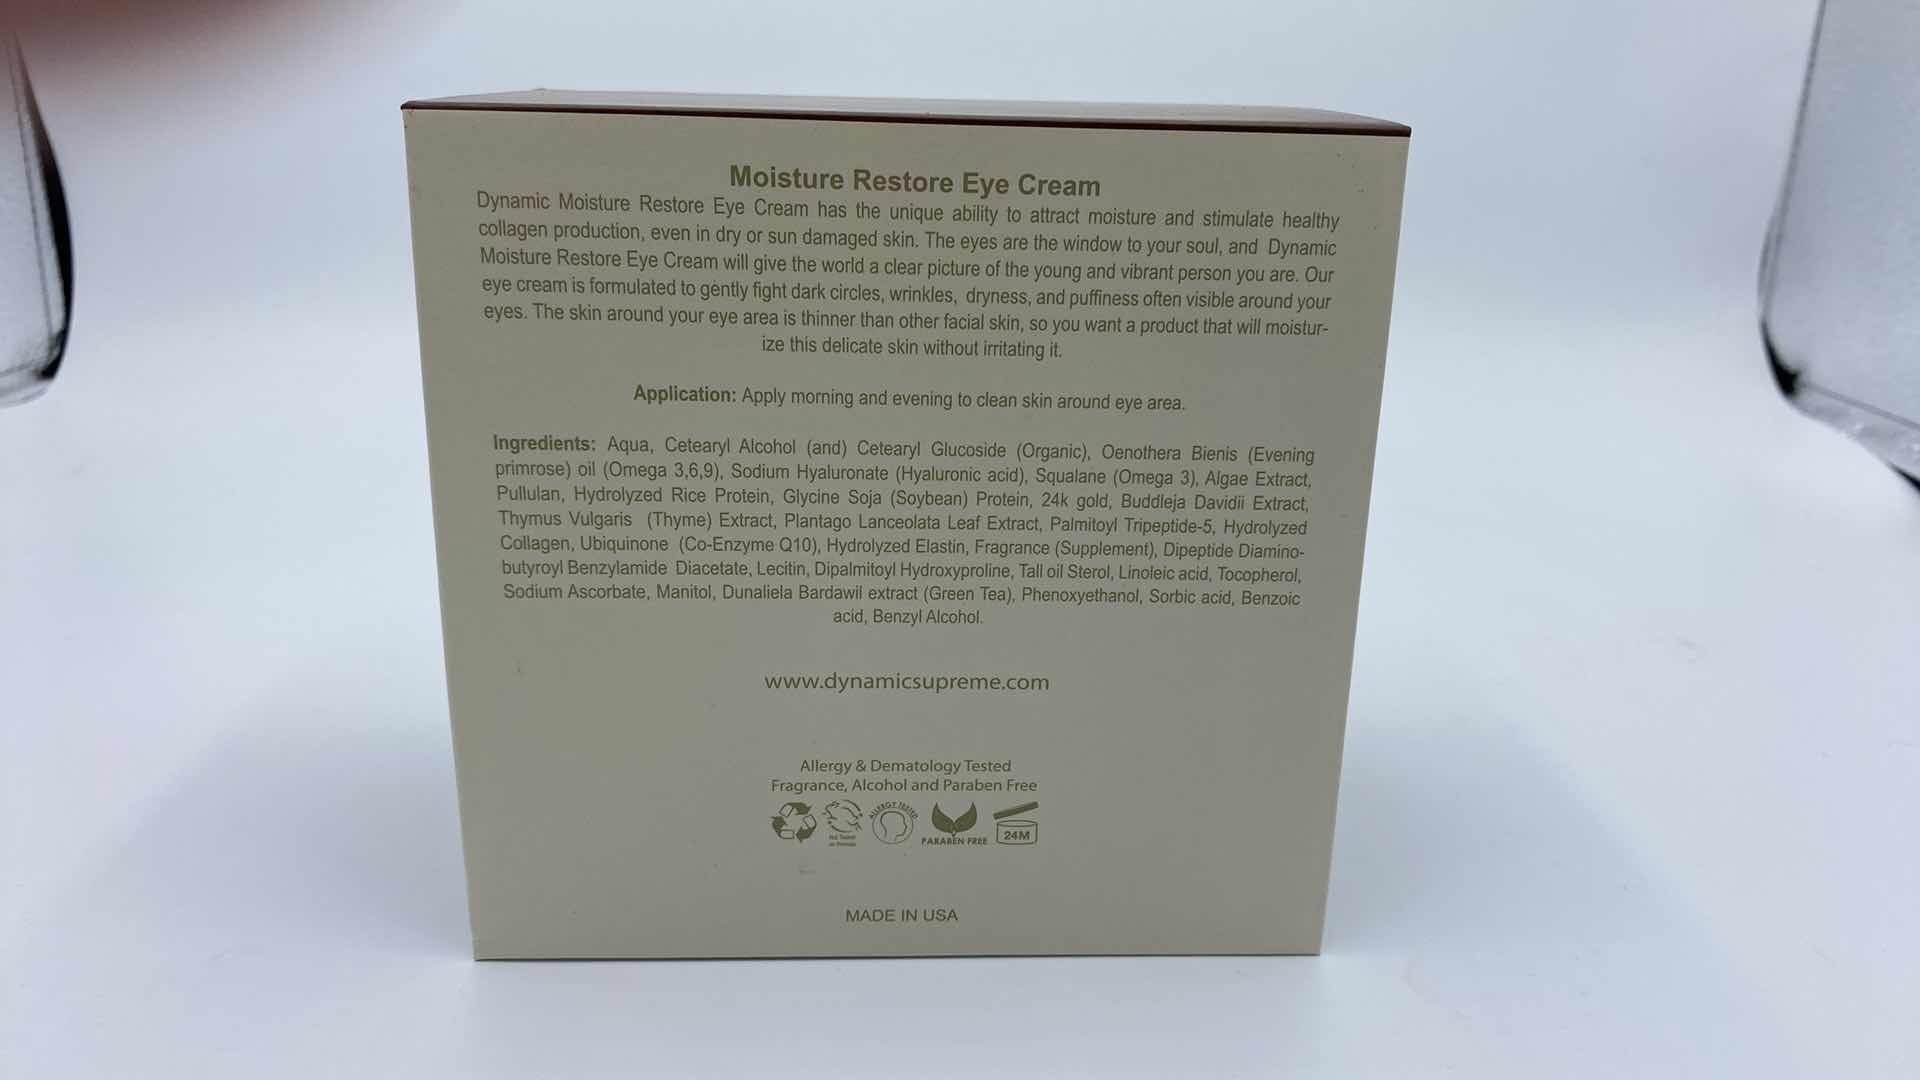 Moisture Restore Eye Cream
Dynamic Moisture Restore Eye Cream has the unique ability to attract moisture and stimulate healthy
collagen production, even in dry or sun damaged skin. The eyes are the window to your soul, and Dynamic
Moisture Restore Eye Cream will give the world a clear picture of the young and vibrant person you are. Our
eye cream is formulated to gently fight dark circles, wrinkles, dryness, and puffiness often visible around your
eyes. The skin around your eye area is thinner than other facial skin, so you want a product that will moistur-
ize this delicate skin without irritating it.
Application: Apply morning and evening to clean skin around eye area.
Ingredients: Aqua, Cetearyl Alcohol (and) Cetearyl Glucoside (Organic), Oenothera Bienis (Evening
primrose) oil (Omega 3,6,9), Sodium Hyaluronate (Hyaluronic acid), Squalane (Omega 3), Algae Extract,
Pullulan, Hydrolyzed Rice Protein, Glycine Soja (Soybean) Protein, 24k gold, Buddleja Davidii Extract,
Thymus Vulgaris (Thyme) Extract, Plantago Lanceolata Leaf Extract, Palmitoyl Tripeptide-5, Hydrolyzed
Collagen, Ubiquinone (Co-Enzyme Q10), Hydrolyzed Elastin, Fragrance (Supplement), Dipeptide Diamino-
butyroyl Benzylamide Diacetate, Lecitin, Dipalmitoyl Hydroxyproline, Tall oil Sterol, Linoleic acid, Tocopherol,
Sodium Ascorbate, Manitol, Dunaliela Bardawil extract (Green Tea), Phenoxyethanol, Sorbic acid, Benzoic
acid, Benzyl Alcohol.
www.dynamicsupreme.com
Allergy & Dematology Tested
Fragrance, Alcohol and Paraben Free
ALLERGY TESTED
Not Tested
on Animals
PARABEN FREE
24M
MADE IN USA